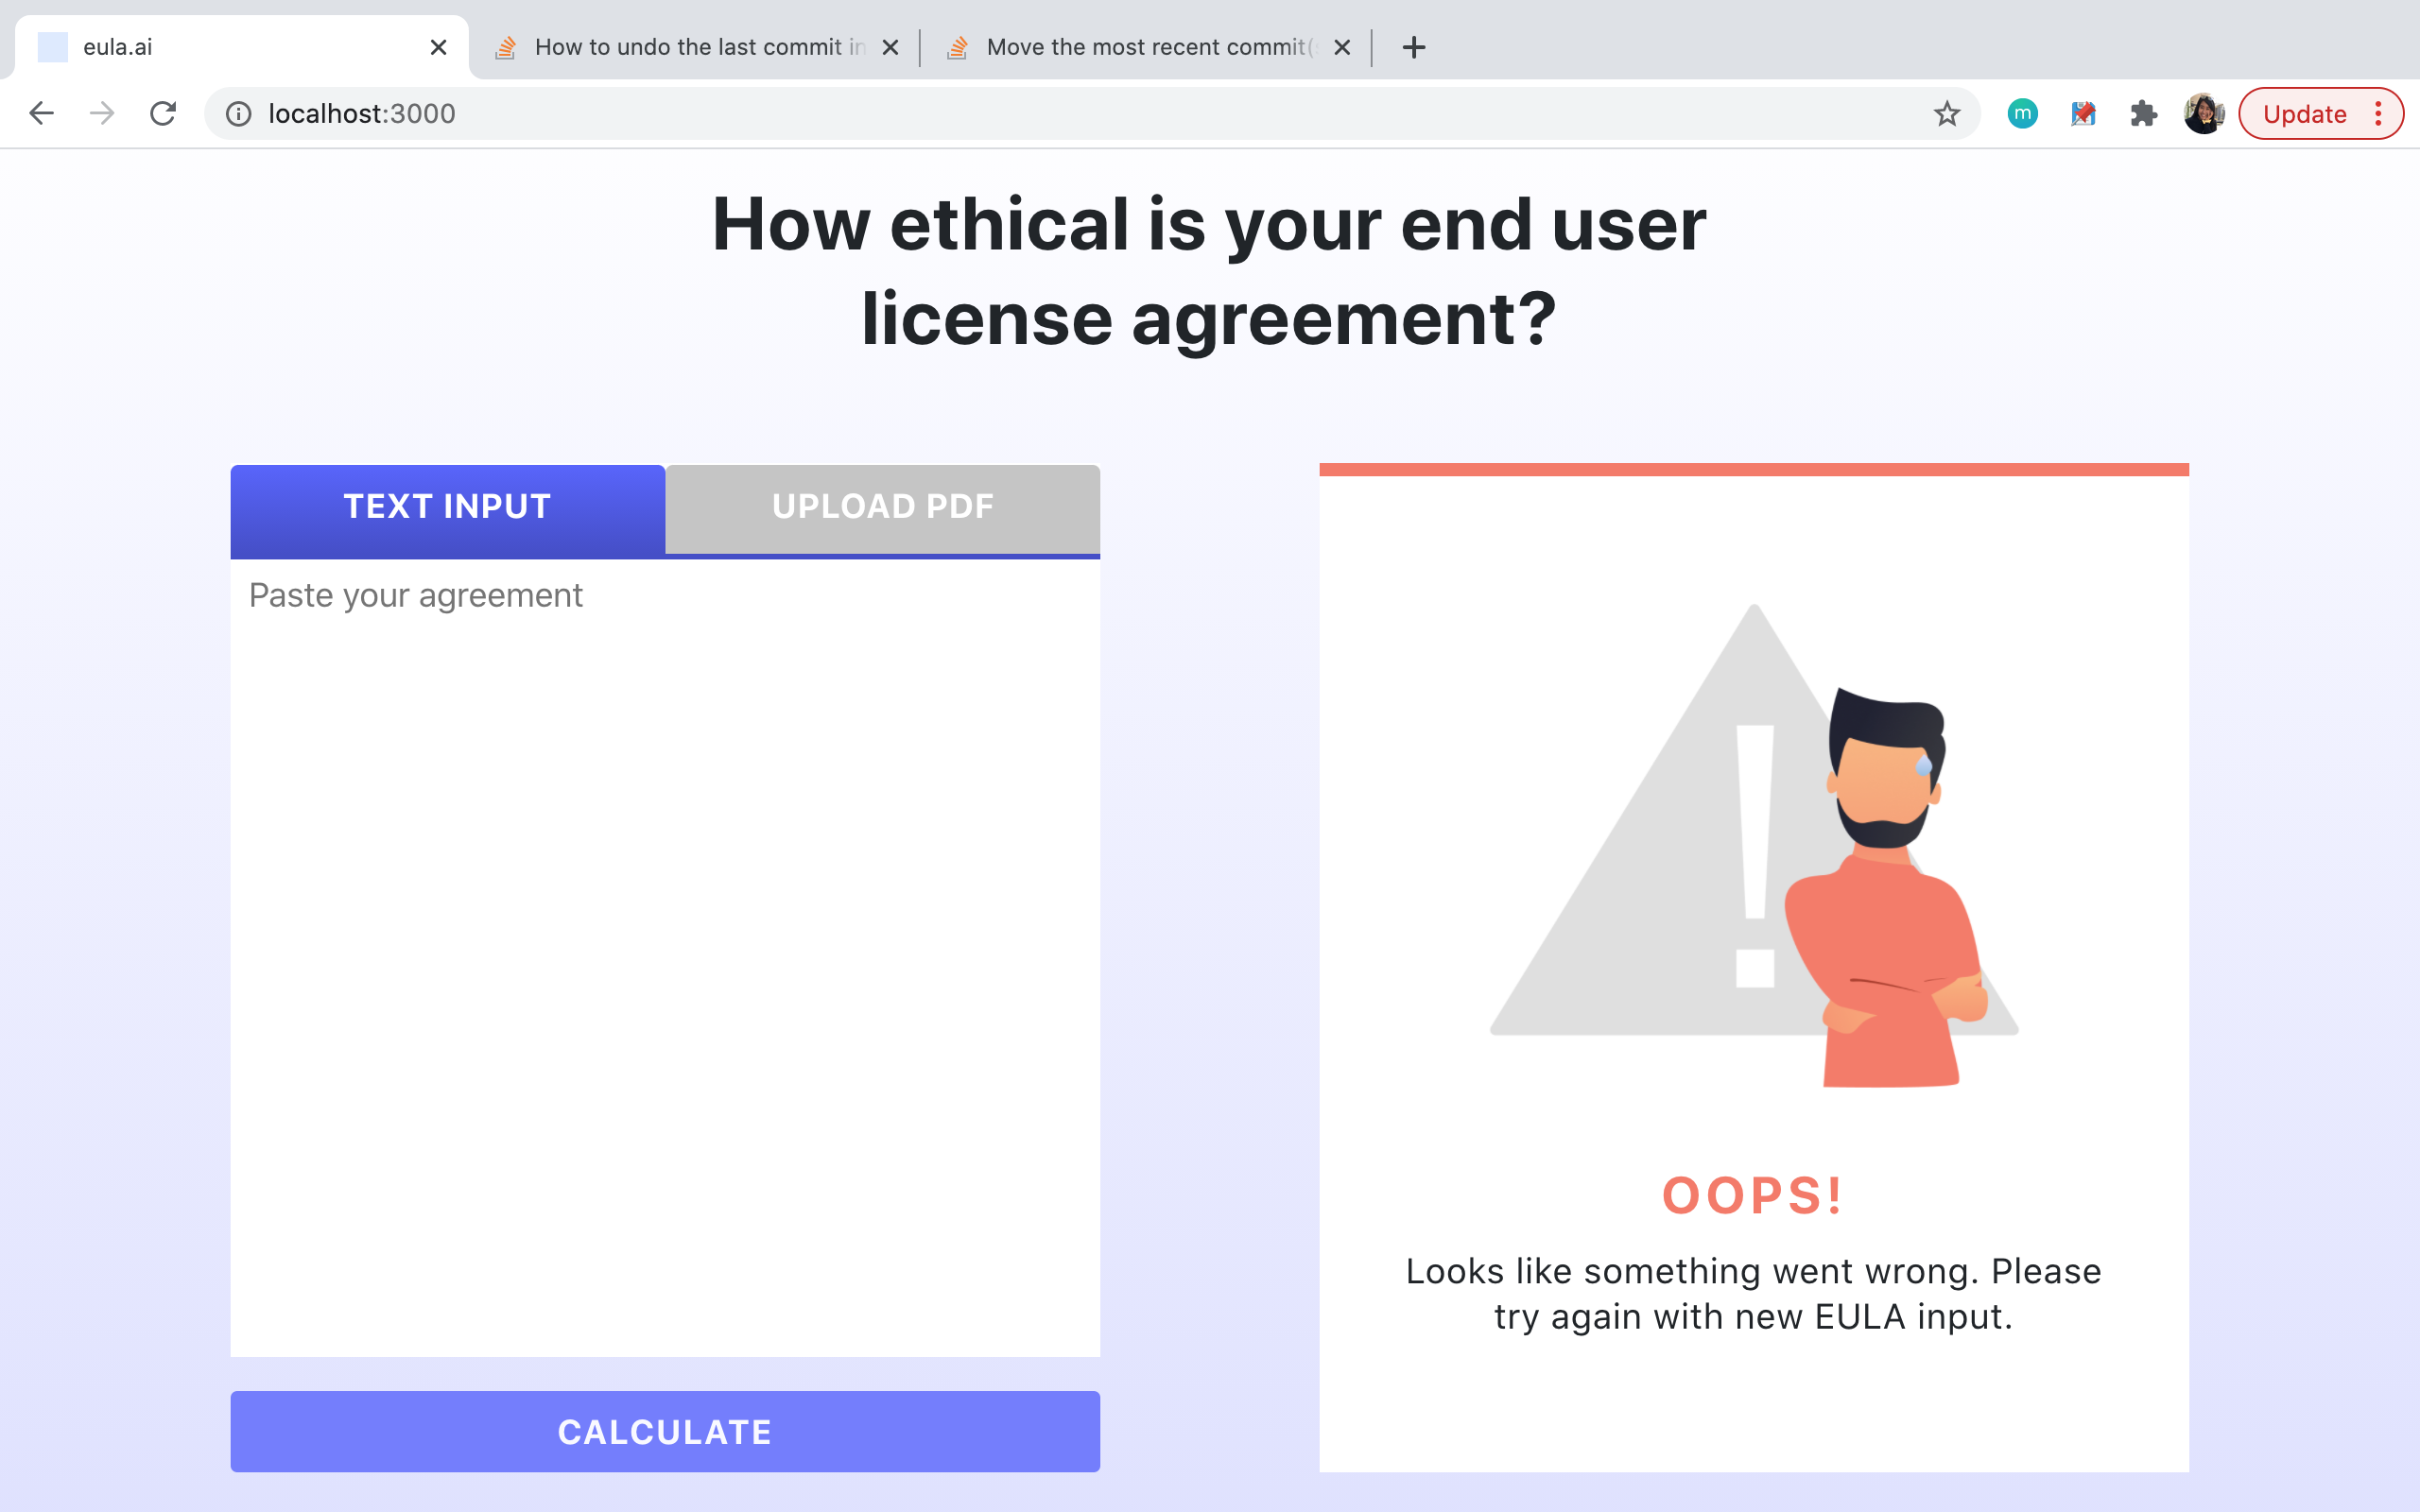 eula.ai
How to undo the last commit in
Move the most recent commit(
localhost:3000
m
Update
How ethical is your end user
license agreement?
TEXT INPUT
UPLOAD PDF
Paste your agreement
!
OOPS!
Looks like something went wrong. Please
try again with new EULA input.
CALCULATE